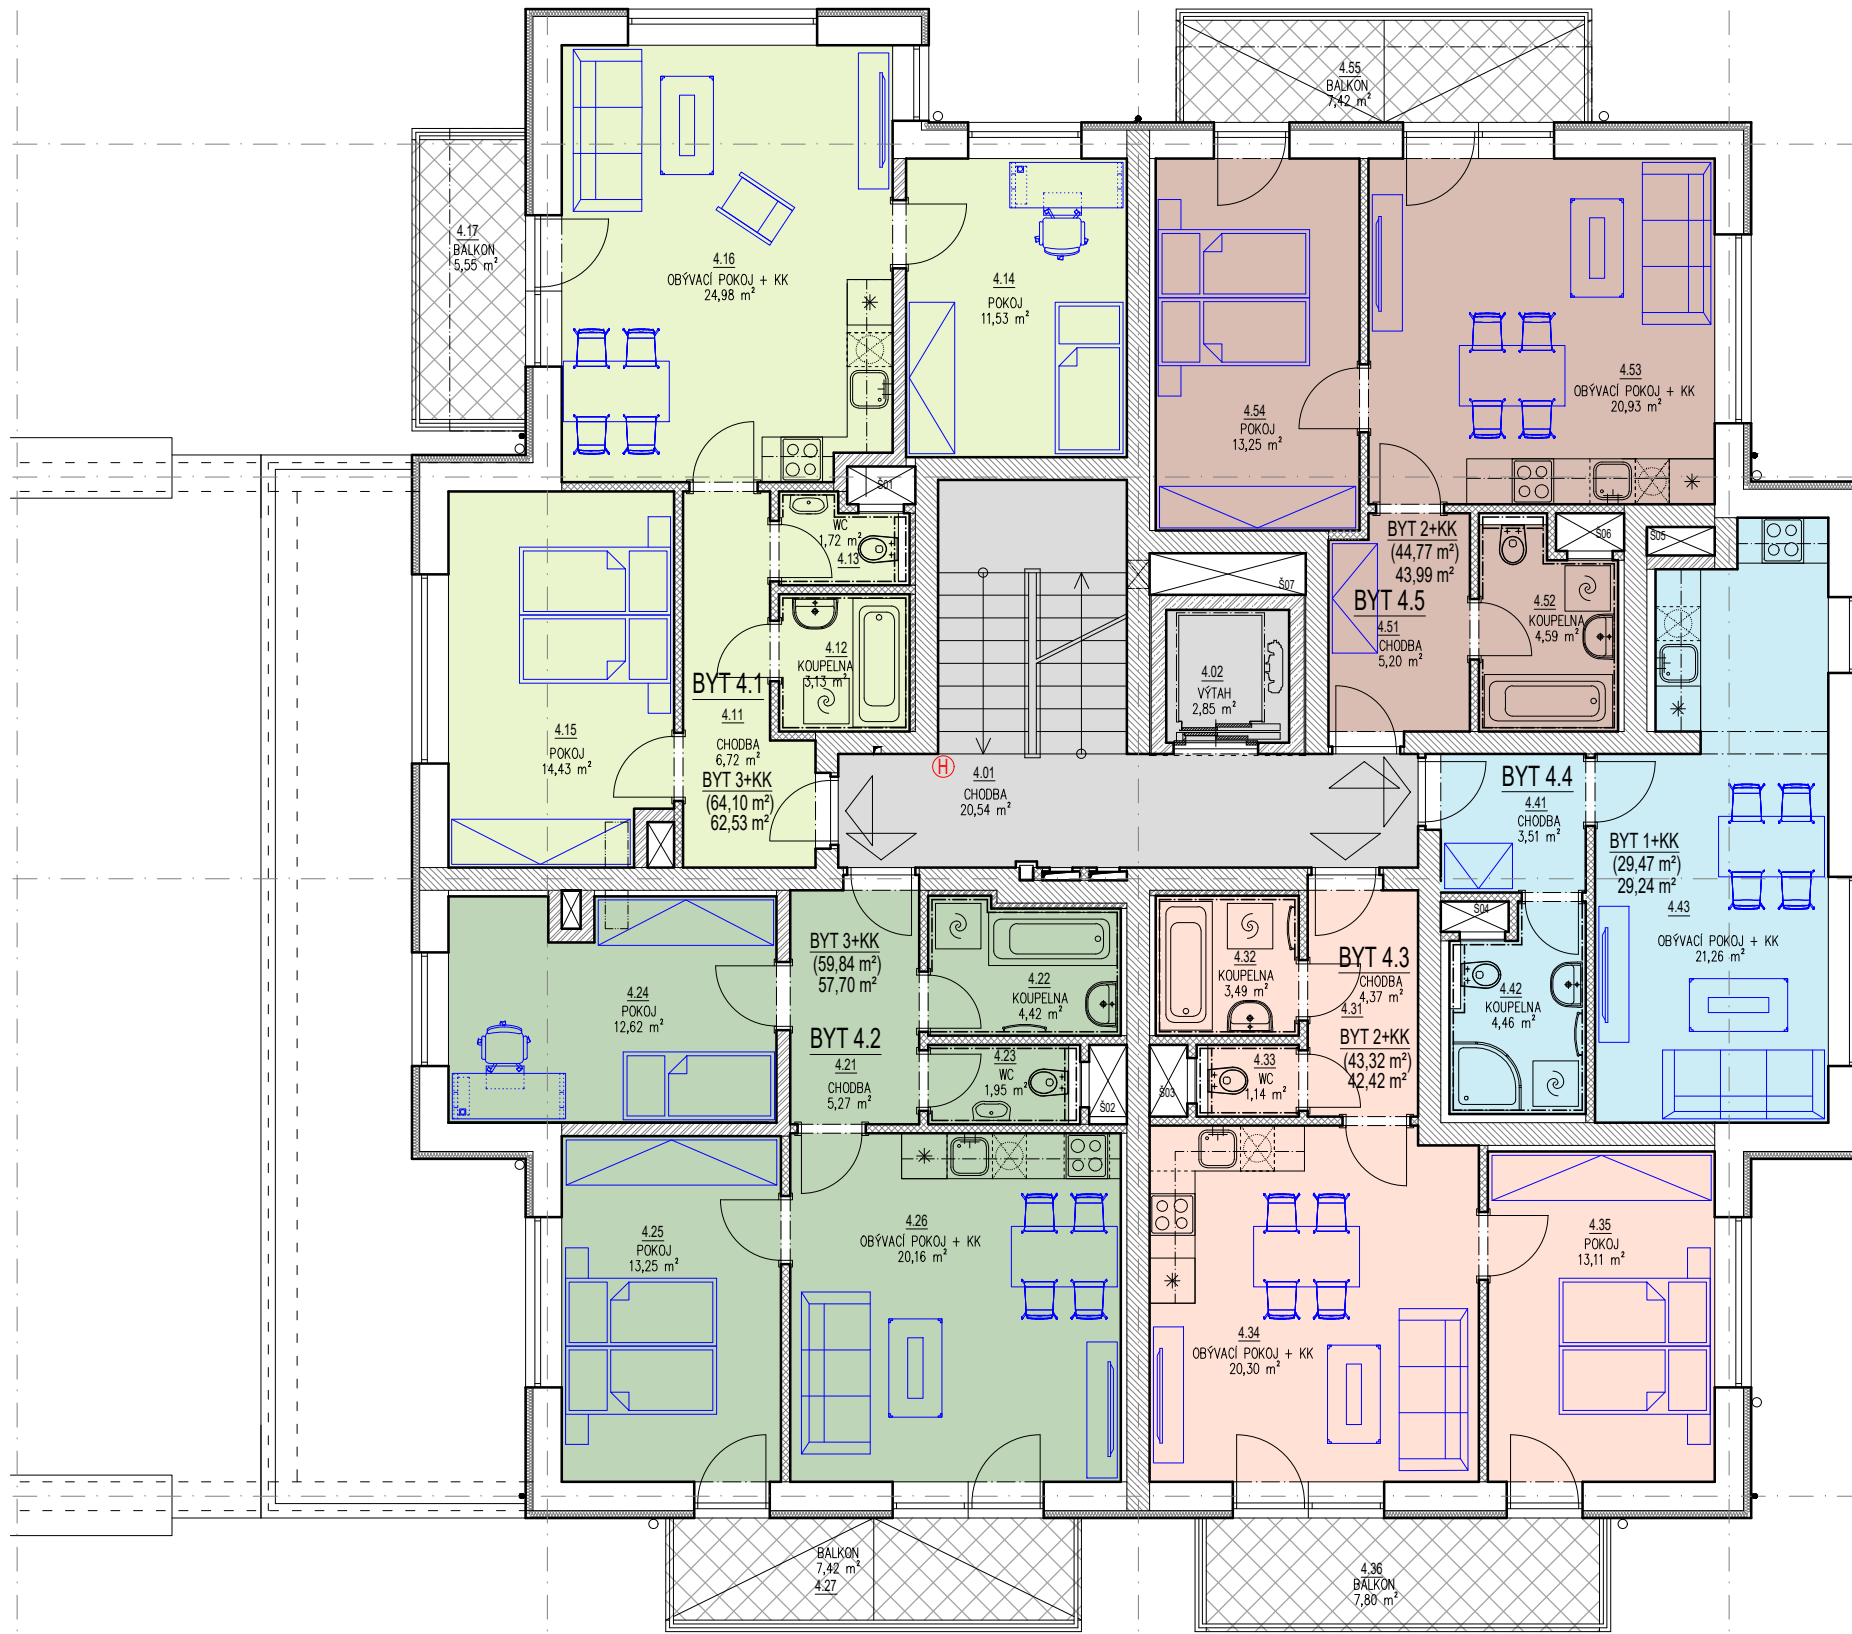 4.55
BALKON
7,42 m²
4.17
BALKON
5,55 m²
4.16
OBÝVACÍ POKOJ + KK
24,98 m²
4.14
POKOJ
11,53 m²
4.54
POKOJ
13,25 m²
4.53
OBÝVACÍ POKOJ + KK
20,93 m²
Š01
WC
1,72 m²
4.13
4.12
KOUPELNA
3,13 m²
BYT 4.1
4.11
CHODBA
6,72 m²
BYT 3+KK
(64,10 m²)
62,53 m²
4.15
POKOJ
14,43 m²
Š07
4.02
VÝTAH
2,85 m²
H
4.01
CHODBA
20,54 m²
BYT 2+KK
(44,77 m²)
43,99 m²
BYT 4.5
4.51
CHODBA
5,20 m²
4.52
KOUPELNA
4,59 m²
Š06
Š05
BYT 4.4
4.41
CHODBA
3,51 m²
BYT 1+KK
(29,47 m²)
29,24 m²
4.43
OBÝVACÍ POKOJ + KK
21,26 m²
Š04
4.42
KOUPELNA
4,46 m²
4.24
POKOJ
12,62 m²
BYT 3+KK
(59,84 m²)
57,70 m²
BYT 4.2
4.21
CHODBA
5,27 m²
4.22
KOUPELNA
4,42 m²
4.23
WC
1,95 m²
Š02
4.32
KOUPELNA
3,49 m²
BYT 4.3
CHODBA
4,37 m²
4.31
BYT 2+KK
(43,32 m²)
42,42 m²
Š03
4.33
WC
1,14 m²
4.25
POKOJ
13,25 m²
4.26
OBÝVACÍ POKOJ + KK
20,16 m²
4.34
OBÝVACÍ POKOJ + KK
20,30 m²
4.35
POKOJ
13,11 m²
BALKON
7,42 m²
4.27
4.36
BALKON
7,80 m²